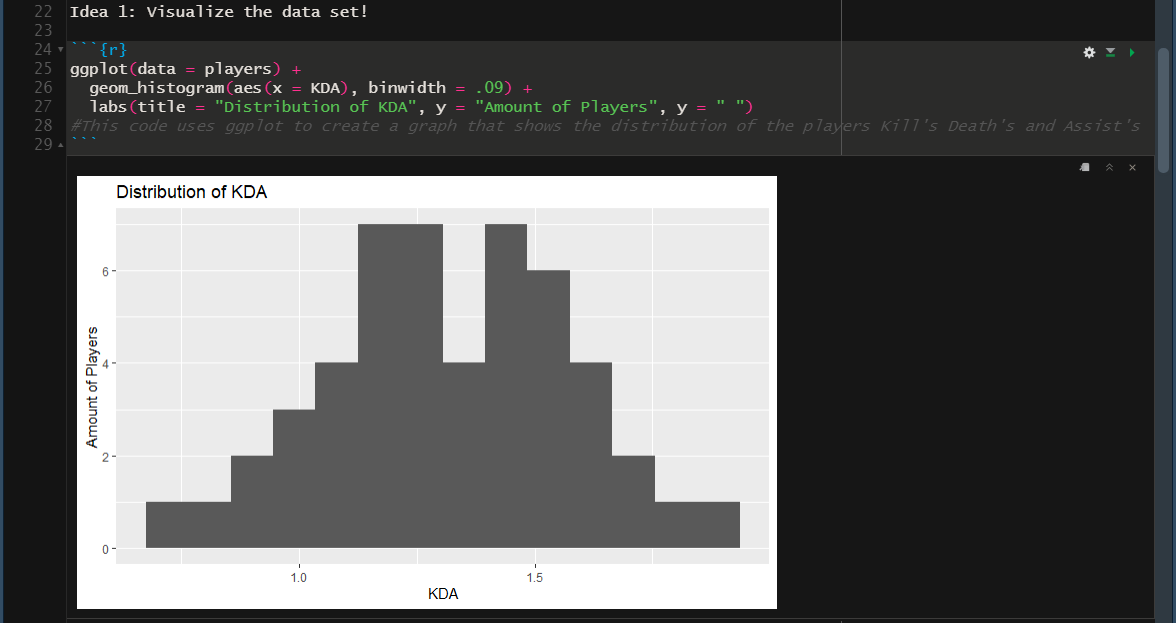 22 Idea 1: Visualize the data set!
23
24 ```{r}
25 ggplot(data = players) +
26 geom_histogram(aes(x = KDA), binwidth = .09) +
27 labs(title = "Distribution of KDA", y = "Amount of Players", y = " ")
28 #This code uses ggplot to create a graph that shows the distribution of the players Kill's Death's and Assist's
29 ```
Distribution of KDA
Amount of Players
6
4
2
0
1.0 1.5
KDA